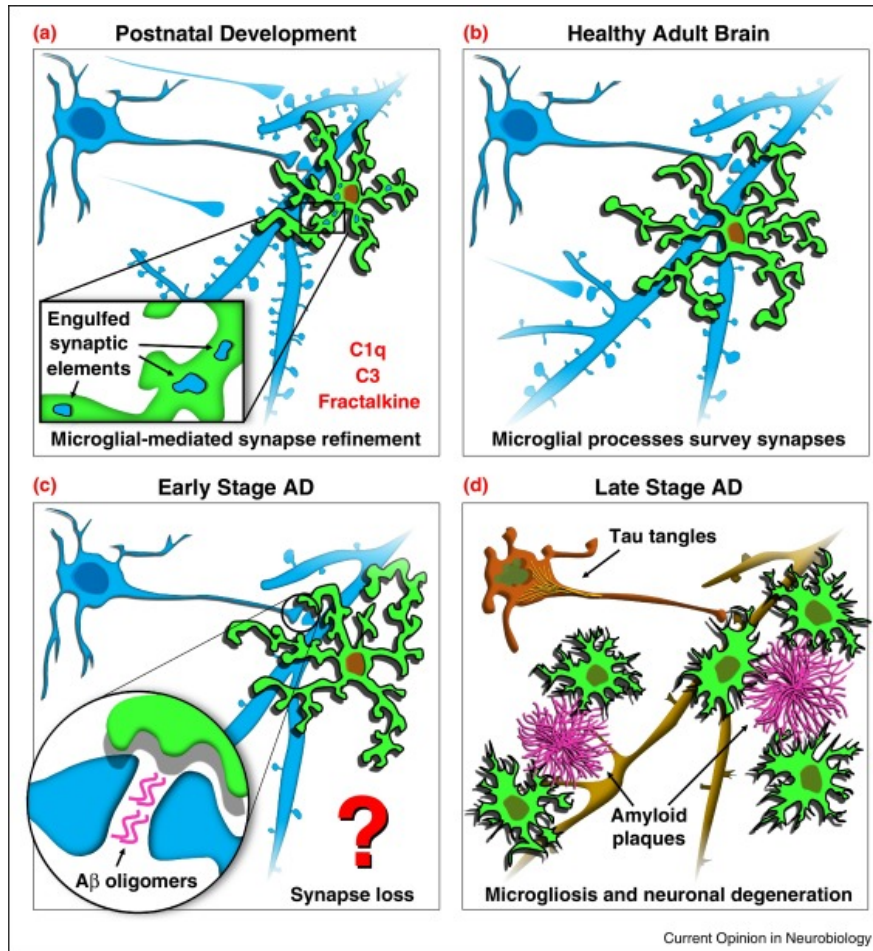 (a) Postnatal Development
Engulfed
synaptic
elements
C1q
C3
Fractalkine
Microglial-mediated synapse refinement
(b) Healthy Adult Brain
Microglial processes survey synapses
(c) Early Stage AD
Aβ oligomers
?
Synapse loss
(d) Late Stage AD
Tau tangles
Amyloid
plaques
Microgliosis and neuronal degeneration
Current Opinion in Neurobiology